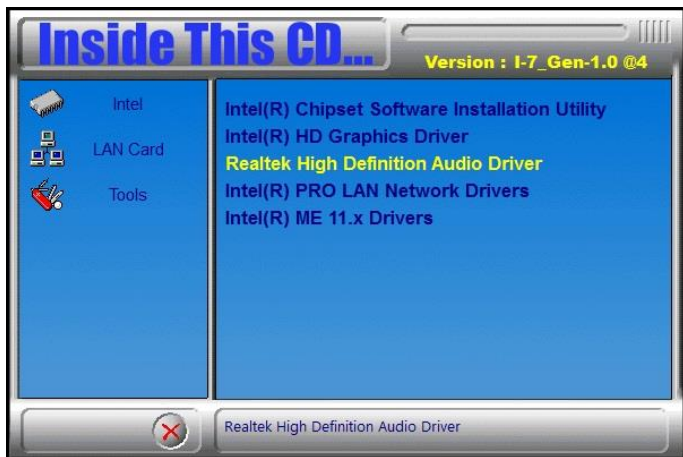 Inside This CD...
Version : I-7_Gen-1.0 @4
Intel
LAN Card
Tools
Intel(R) Chipset Software Installation Utility
Intel(R) HD Graphics Driver
Realtek High Definition Audio Driver
Intel(R) PRO LAN Network Drivers
Intel(R) ME 11.x Drivers
Realtek High Definition Audio Driver